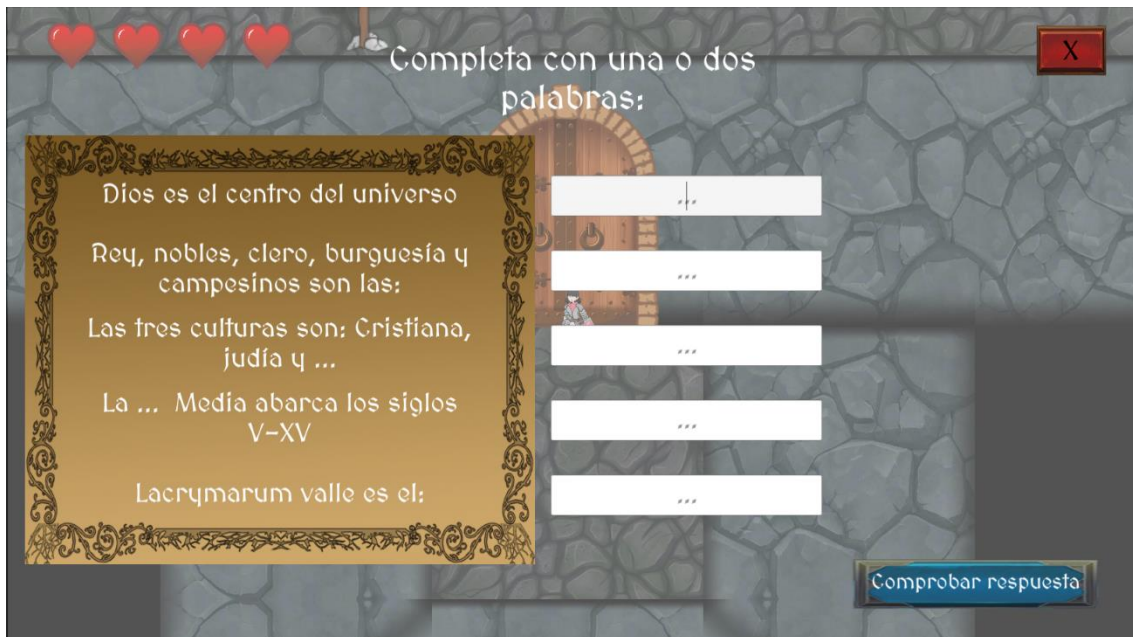 Completa con una o dos
palabras:
X
Dios es el centro del universo
...
Rey, nobles, clero, burguesía y
campesinos son las:
...
Las tres culturas son: Cristiana,
judía y ...
...
La ... Media abarca los siglos
V-XV
...
Lacrymarum valle es el:
...
Comprobar respuesta